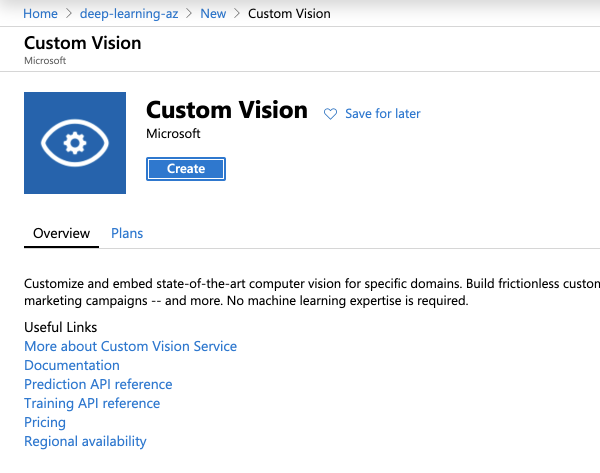 Home > deep-learning-az > New > Custom Vision
Custom Vision
Microsoft
Custom Vision
Save for later
Microsoft
Create
Overview Plans
Customize and embed state-of-the-art computer vision for specific domains. Build frictionless
marketing campaigns -- and more. No machine learning expertise is required.
Useful Links
More about Custom Vision Service
Documentation
Prediction API reference
Training API reference
Pricing
Regional availability